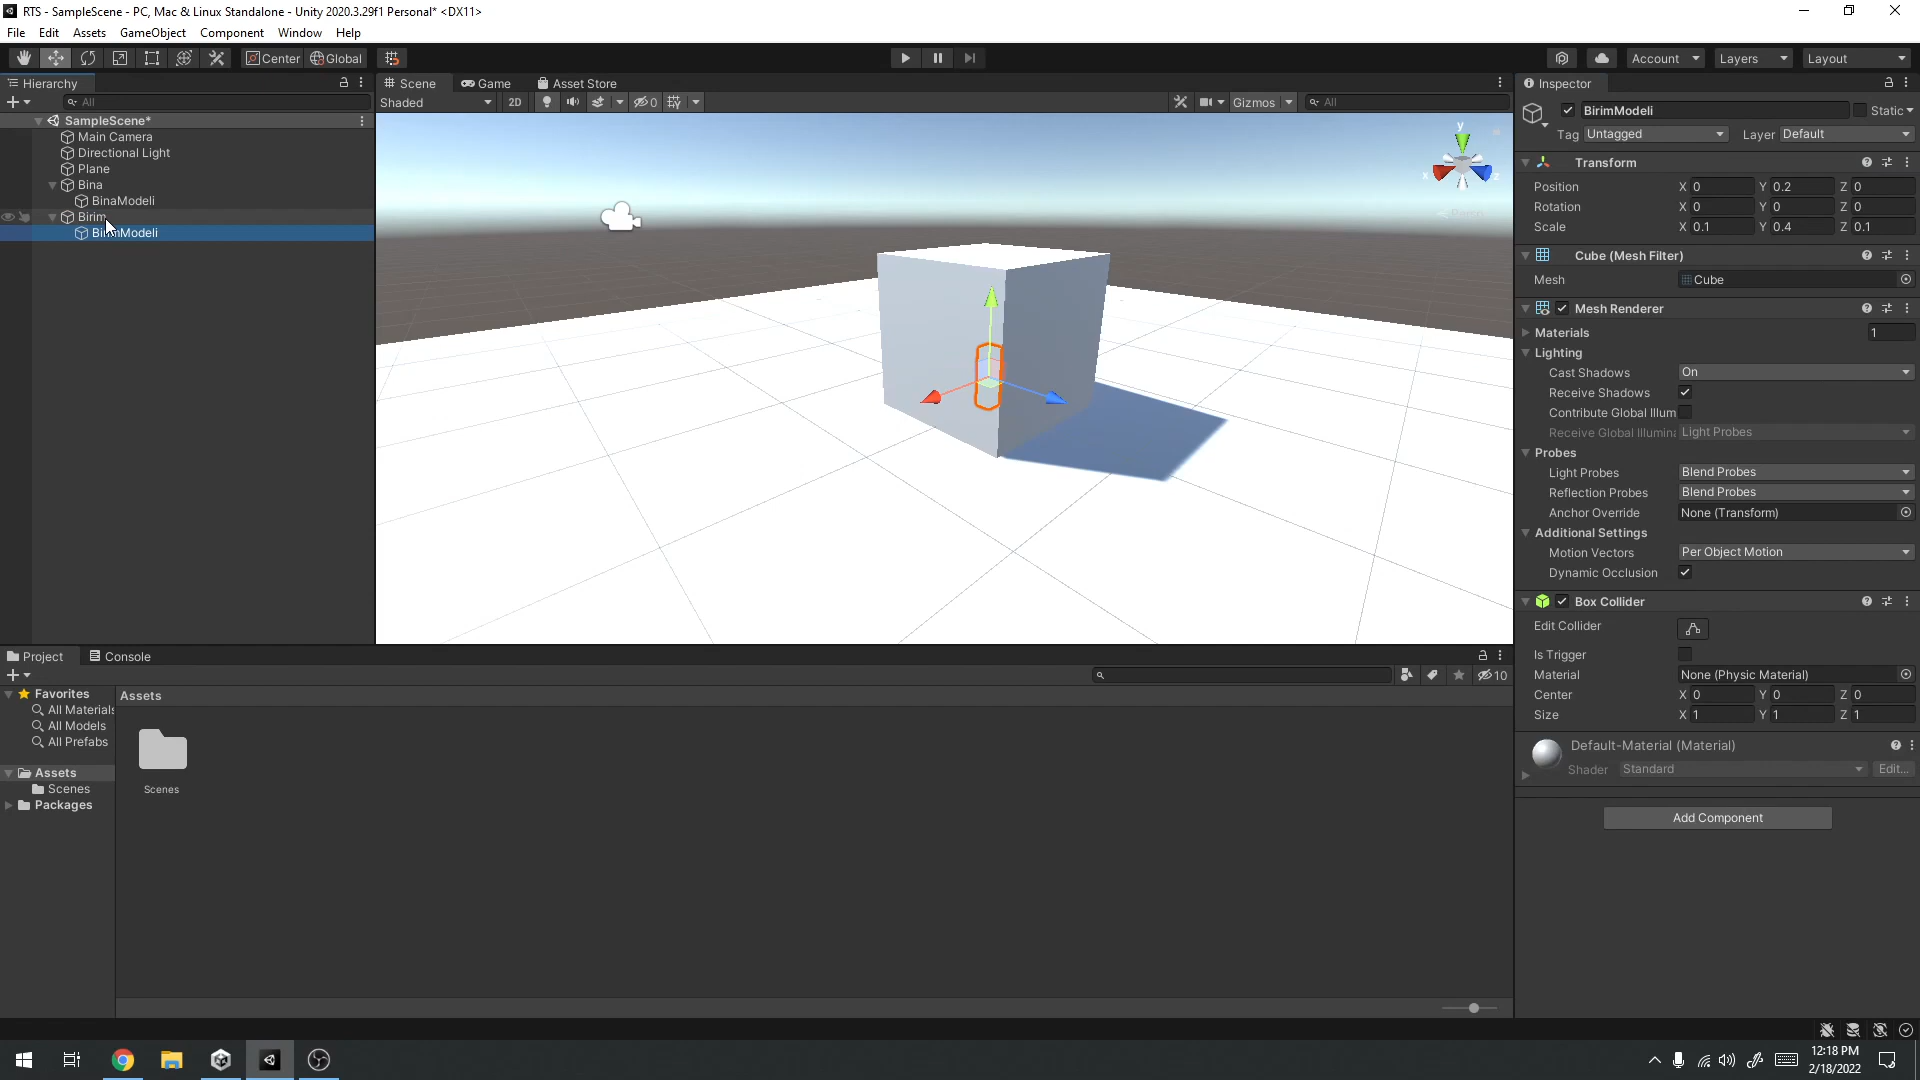 RTS - SampleScene - PC, Mac & Linux Standalone - Unity 2020.3.29f1 Personal* <DX11>
File Edit Assets GameObject Component Window Help
Center Global Account Layers Layout
Hierarchy
All
SampleScene*
Main Camera
Directional Light
Plane
Bina
BinaModeli
Birim
BirimModeli
Scene Game Asset Store
Shaded 2D 0 Gizmos All
y
x z
Persp
Inspector
BirimModeli Static
Tag Untagged Layer Default
Transform
Position X 0 Y 0.2 Z 0
Rotation X 0 Y 0 Z 0
Scale X 0.1 Y 0.4 Z 0.1
Cube (Mesh Filter)
Mesh Cube
Mesh Renderer
Materials 1
Lighting
Cast Shadows On
Receive Shadows
Contribute Global Illum
Receive Global Illumina Light Probes
Probes
Light Probes Blend Probes
Reflection Probes Blend Probes
Anchor Override None (Transform)
Additional Settings
Motion Vectors Per Object Motion
Dynamic Occlusion
Box Collider
Edit Collider
Is Trigger
Material None (Physic Material)
Center X 0 Y 0 Z 0
Size X 1 Y 1 Z 1
Default-Material (Material)
Shader Standard Edit...
Add Component
Project Console
10
Favorites
All Materials
All Models
All Prefabs
Assets
Scenes
Packages
Assets
Scenes
12:18 PM
2/18/2022